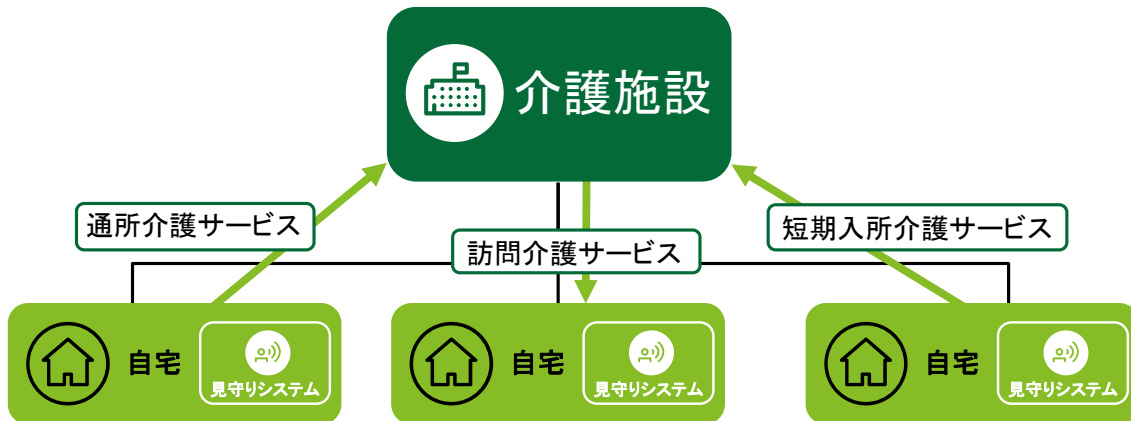 介護施設
通所介護サービス
訪問介護サービス
短期入所介護サービス
自宅
見守りシステム
自宅
見守りシステム
自宅
見守りシステム